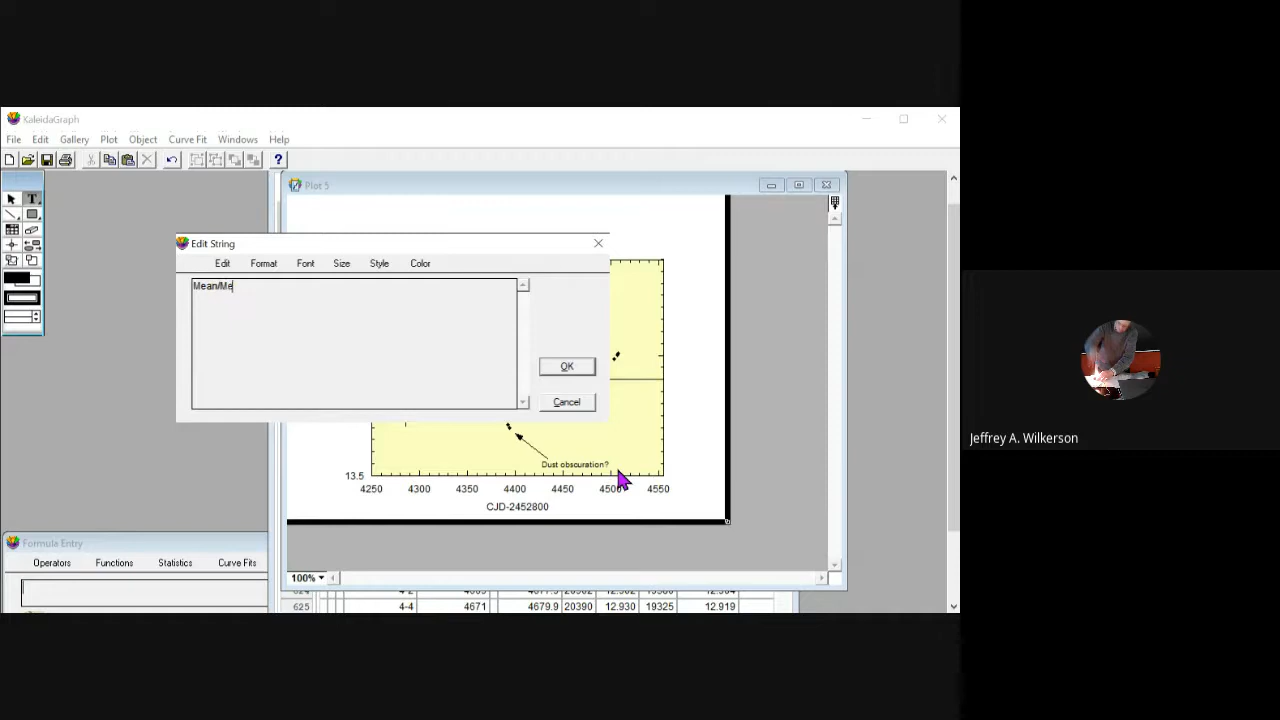 KaleidaGraph
File Edit Gallery Plot Object Curve Fit Windows Help
Plot 5
Edit String
Edit Format Font Size Style Color
Mean/Me
OK
Cancel
Dust obscuration?
13.5
4250 4300 4350 4400 4450 4500 4550
CJD-2452800
Jeffrey A. Wilkerson
Formula Entry
Operators Functions Statistics Curve Fits
100%
625 4-4 4671 4679.9 20390 12.930 19325 12.919